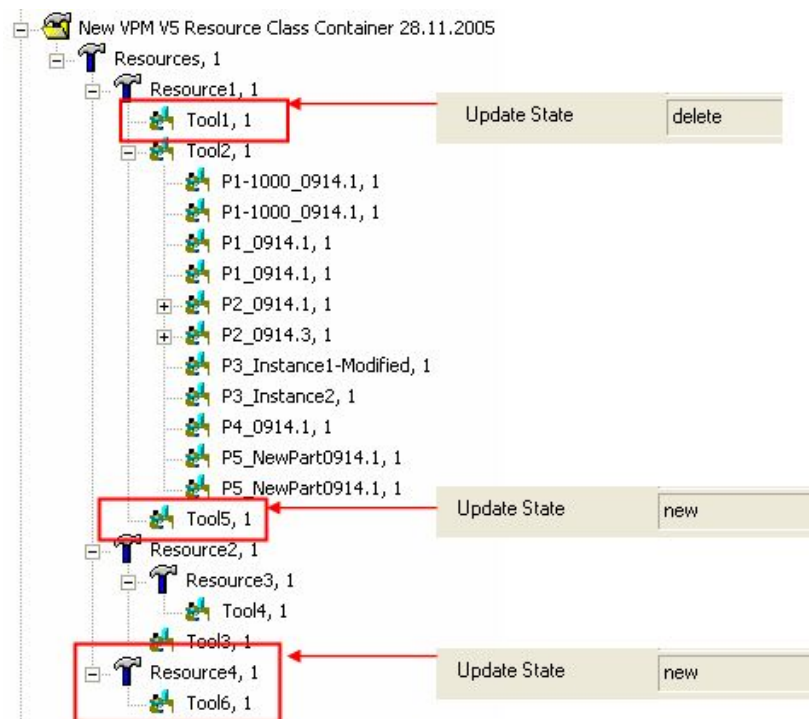 New VPM V5 Resource Class Container 28.11.2005
Resources, 1
Resource1, 1
Tool1, 1
Update State delete
Tool2, 1
P1-1000_0914.1, 1
P1-1000_0914.1, 1
P1_0914.1, 1
P1_0914.1, 1
P2_0914.1, 1
P2_0914.3, 1
P3_Instance1-Modified, 1
P3_Instance2, 1
P4_0914.1, 1
P5_NewPart0914.1, 1
P5_NewPart0914.1, 1
Tool5, 1
Update State new
Resource2, 1
Resource3, 1
Tool4, 1
Tool3, 1
Resource4, 1
Update State new
Tool6, 1